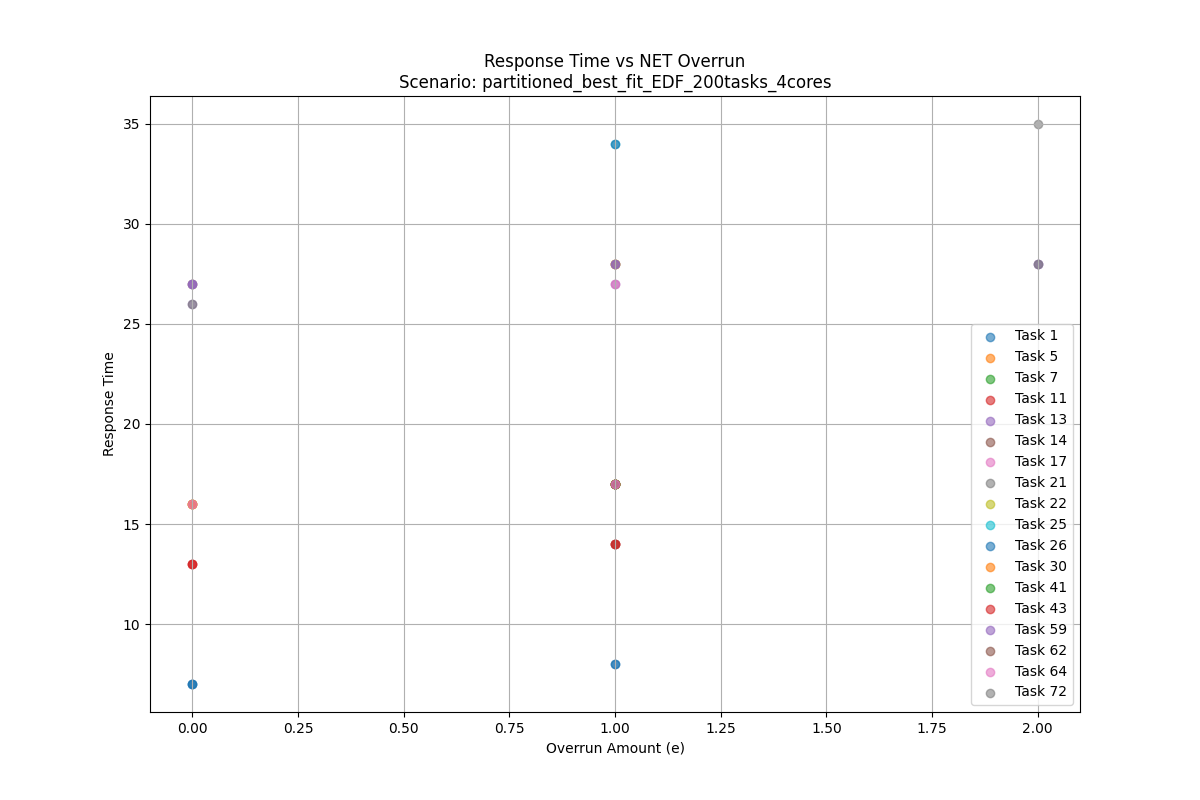 Response Time vs NET Overrun
Scenario: partitioned_best_fit_EDF_200tasks_4cores
35
30
25
20
15
10
Response Time
Task 1
Task 5
Task 7
Task 11
Task 13
Task 14
Task 17
Task 21
Task 22
Task 25
Task 26
Task 30
Task 41
Task 43
Task 59
Task 62
Task 64
Task 72
0.00 0.25 0.50 0.75 1.00 1.25 1.50 1.75 2.00
Overrun Amount (e)